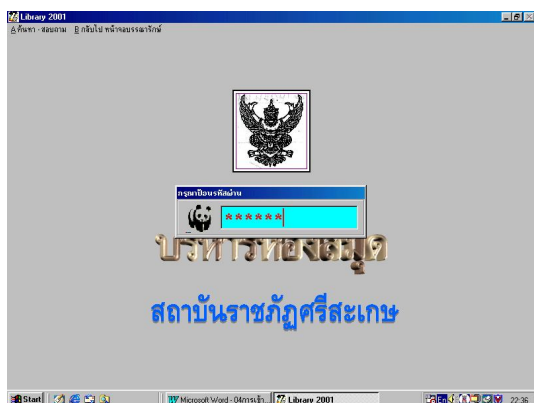 Library 2001
A ค้นหา - สอบถาม B กลับไป หน้าจอบรรณารักษ์
กรุณาป้อนรหัสผ่าน
******
บริหารห้องสมุด
สถาบันราชภัฏศรีสะเกษ
Start
Microsoft Word - 04การเข้า...
Library 2001
En
22:36